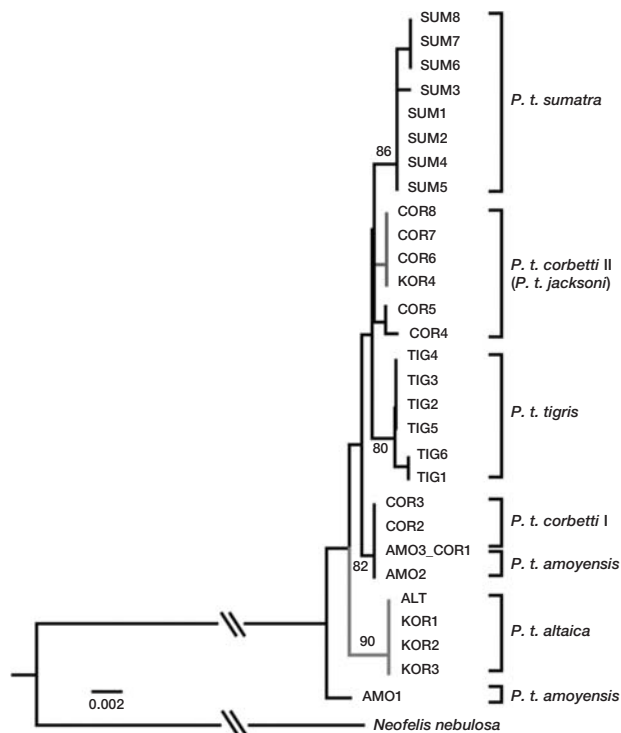 SUM8
SUM7
SUM6
SUM3
SUM1
SUM2
SUM4
SUM5
86
P. t. sumatra
COR8
COR7
COR6
KOR4
COR5
COR4
P. t. corbetti II
(P. t. jacksoni)
TIG4
TIG3
TIG2
TIG5
TIG6
TIG1
80
P. t. tigris
COR3
COR2
P. t. corbetti I
AMO3_COR1
AMO2
82
P. t. amoyensis
ALT
KOR1
KOR2
KOR3
90
P. t. altaica
AMO1
P. t. amoyensis
0.002
Neofelis nebulosa